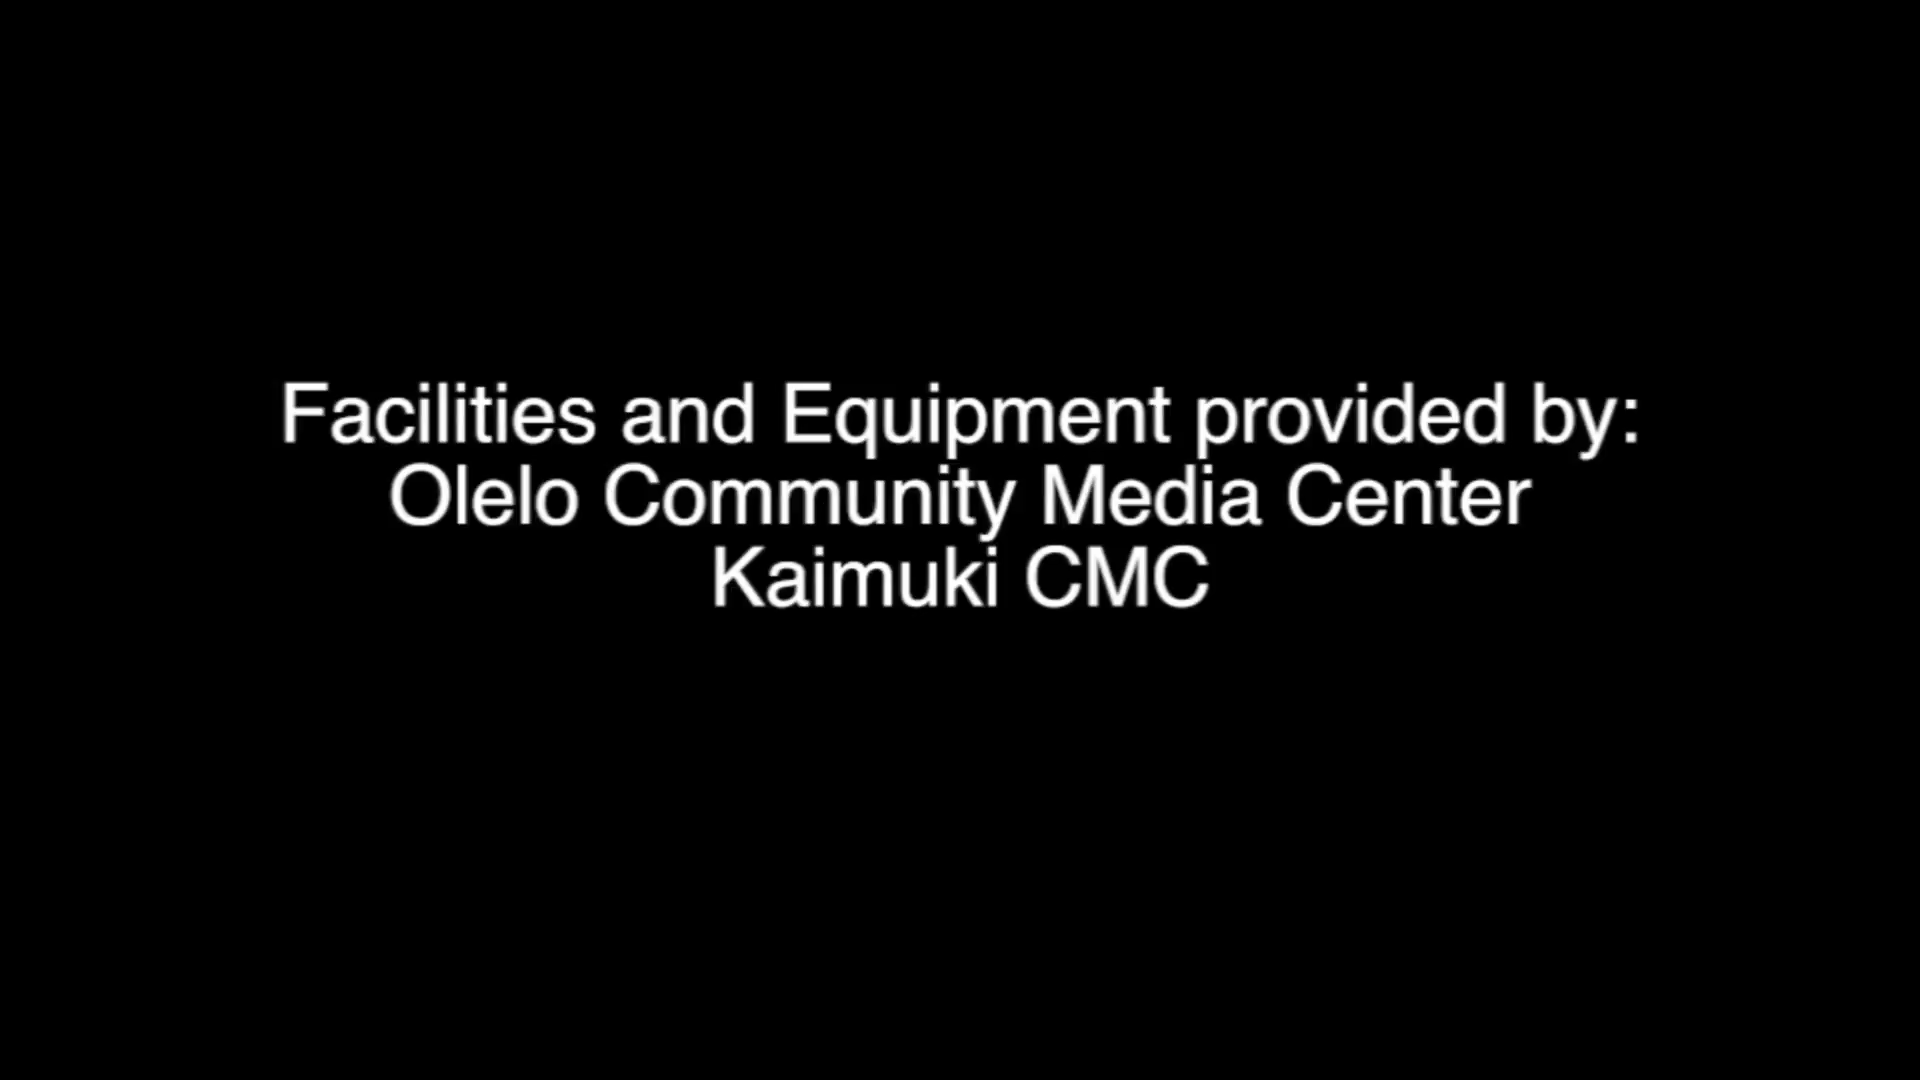 Facilities and Equipment provided by:
Olelo Community Media Center
Kaimuki CMC